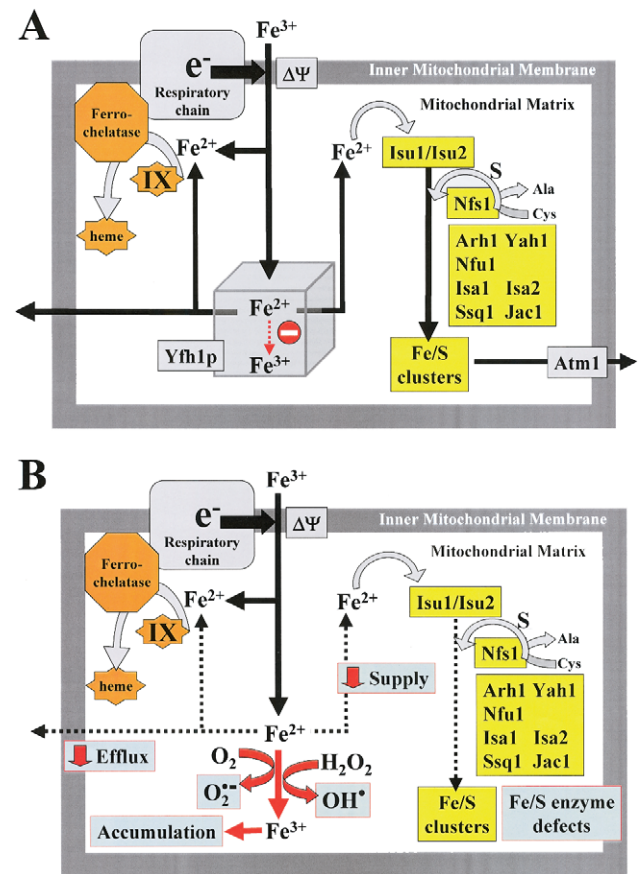 A
Fe3+
e-
Respiratory
chain
ΔΨ
Inner Mitochondrial Membrane
Mitochondrial Matrix
Ferro-
chelatase
Fe2+
IX
heme
Fe2+
Isu1/Isu2
S
Nfs1
Ala
Cys
Arh1 Yah1
Nfu1
Isa1 Isa2
Ssq1 Jac1
Fe2+
Fe3+
Yfh1p
Fe/S
clusters
Atm1
B
Fe3+
e-
Respiratory
chain
ΔΨ
Inner Mitochondrial Membrane
Mitochondrial Matrix
Ferro-
chelatase
Fe2+
IX
heme
Fe2+
Isu1/Isu2
S
Nfs1
Ala
Cys
Supply
Arh1 Yah1
Nfu1
Isa1 Isa2
Ssq1 Jac1
Efflux
Fe2+
O2
H2O2
O2•-
OH•
Accumulation
Fe3+
Fe/S
clusters
Fe/S enzyme
defects